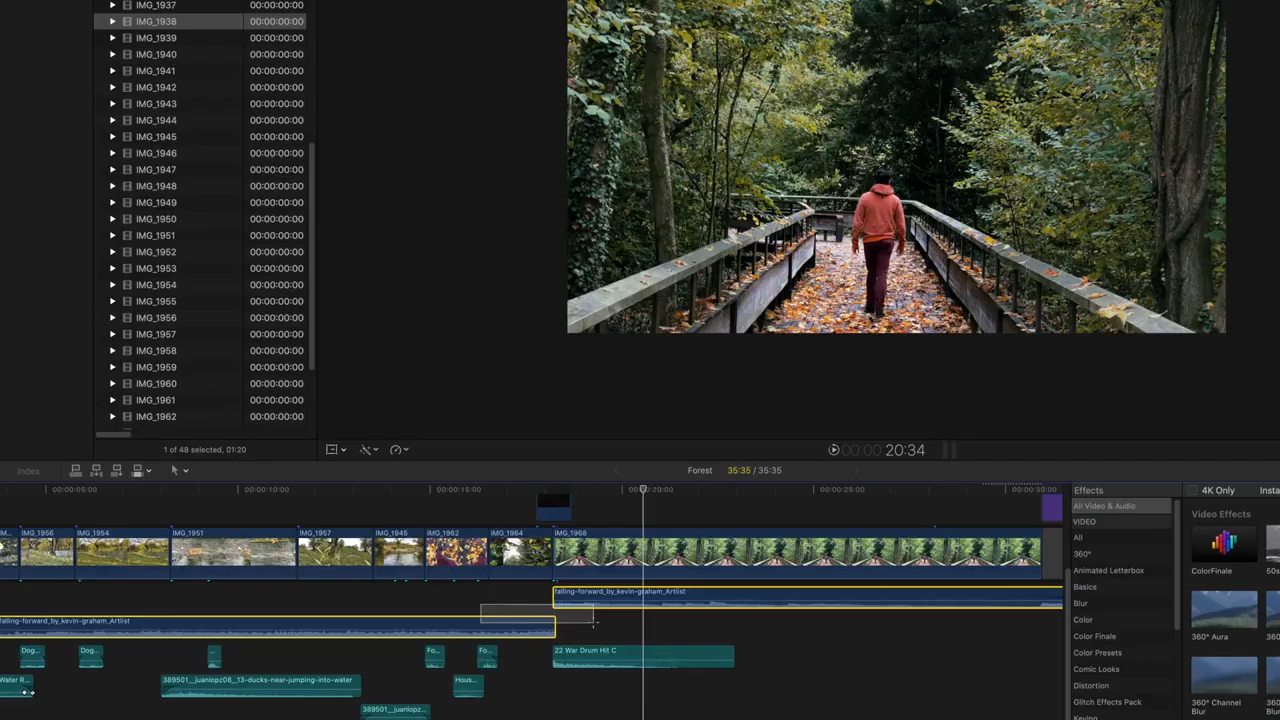 IMG_1937 00:00:00:00
IMG_1938 00:00:00:00
IMG_1939 00:00:00:00
IMG_1940 00:00:00:00
IMG_1941 00:00:00:00
IMG_1942 00:00:00:00
IMG_1943 00:00:00:00
IMG_1944 00:00:00:00
IMG_1945 00:00:00:00
IMG_1946 00:00:00:00
IMG_1947 00:00:00:00
IMG_1948 00:00:00:00
IMG_1949 00:00:00:00
IMG_1950 00:00:00:00
IMG_1951 00:00:00:00
IMG_1952 00:00:00:00
IMG_1953 00:00:00:00
IMG_1954 00:00:00:00
IMG_1955 00:00:00:00
IMG_1956 00:00:00:00
IMG_1957 00:00:00:00
IMG_1958 00:00:00:00
IMG_1959 00:00:00:00
IMG_1960 00:00:00:00
IMG_1961 00:00:00:00
IMG_1962 00:00:00:00
1 of 48 selected, 01:20
00:00:20:34
Index
Forest 35:35 / 35:35
00:00:05:00 00:00:10:00 00:00:15:00 00:00:20:00 00:00:25:00 00:00:30:00
M... IMG_1956 IMG_1954 IMG_1951 IMG_1957 IMG_1945 IMG_1962 IMG_1964 IMG_1968
falling-forward_by_kevin-graham_Artlist
falling-forward_by_kevin-graham_Artlist
Dog... Dog... ... Fo... Fo... 22 War Drum Hit C
Water R... 389501__juanlopz08__13-ducks-near-jumping-into-water Hous...
389501__juanlopz...
Effects
All Video & Audio
VIDEO
All
360°
Animated Letterbox
Basics
Blur
Color
Color Finale
Color Presets
Comic Looks
Distortion
Glitch Effects Pack
Keying
4K Only Insta
Video Effects
ColorFinale 50s
360° Aura
360° Channel
Blur